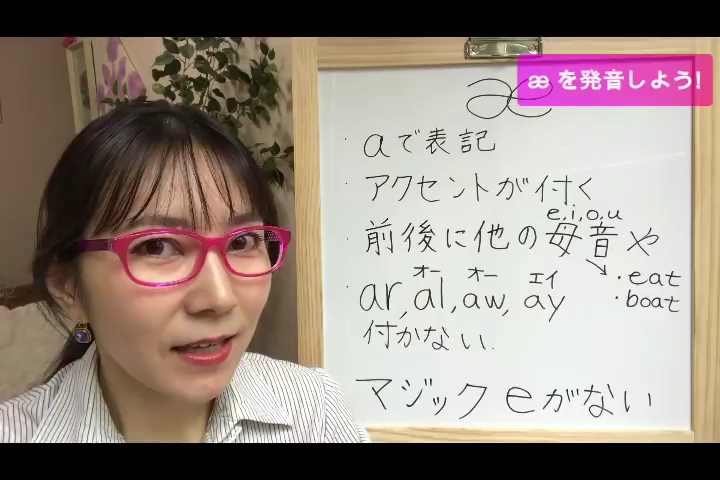 æ を発音しよう!
æ
・aで表記
・アクセントが付く
e,i,o,u
・前後に他の母音や
・eat
・boat
オー オー エイ
・ar,al,aw,ay
付かない.
マジックeがない